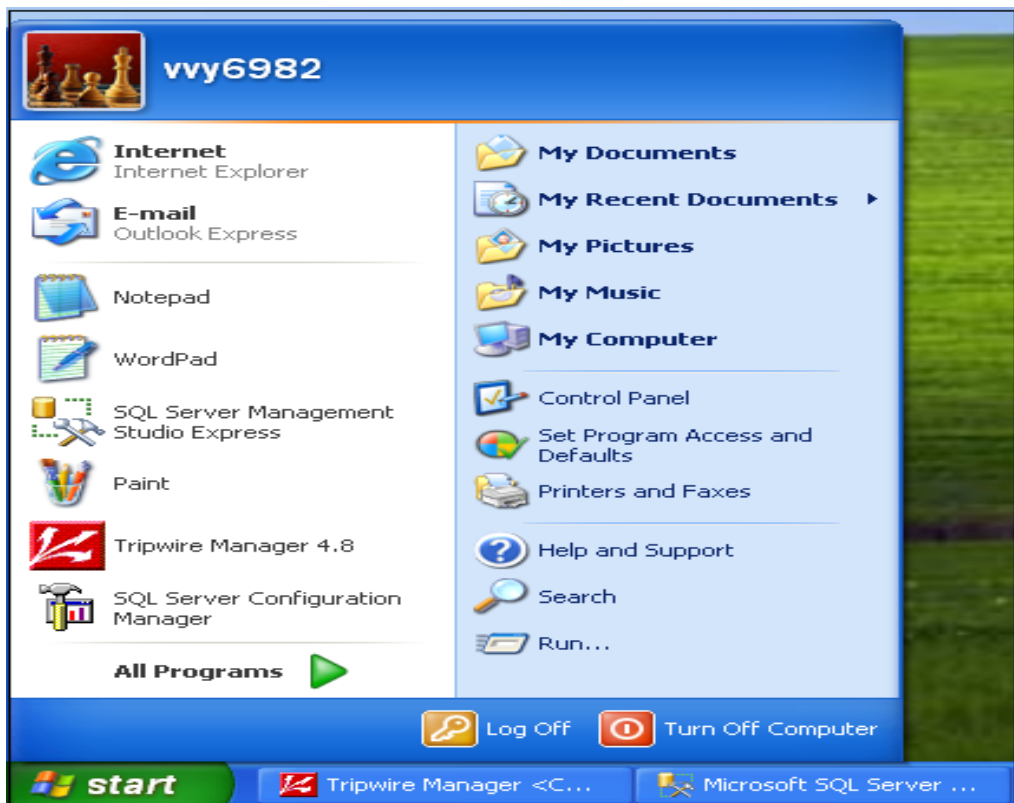 vvy6982
Internet
Internet Explorer
E-mail
Outlook Express
Notepad
WordPad
SQL Server Management
Studio Express
Paint
Tripwire Manager 4.8
SQL Server Configuration
Manager
All Programs
My Documents
My Recent Documents
My Pictures
My Music
My Computer
Control Panel
Set Program Access and
Defaults
Printers and Faxes
Help and Support
Search
Run...
Log Off
Turn Off Computer
start
Tripwire Manager <C...
Microsoft SQL Server ...